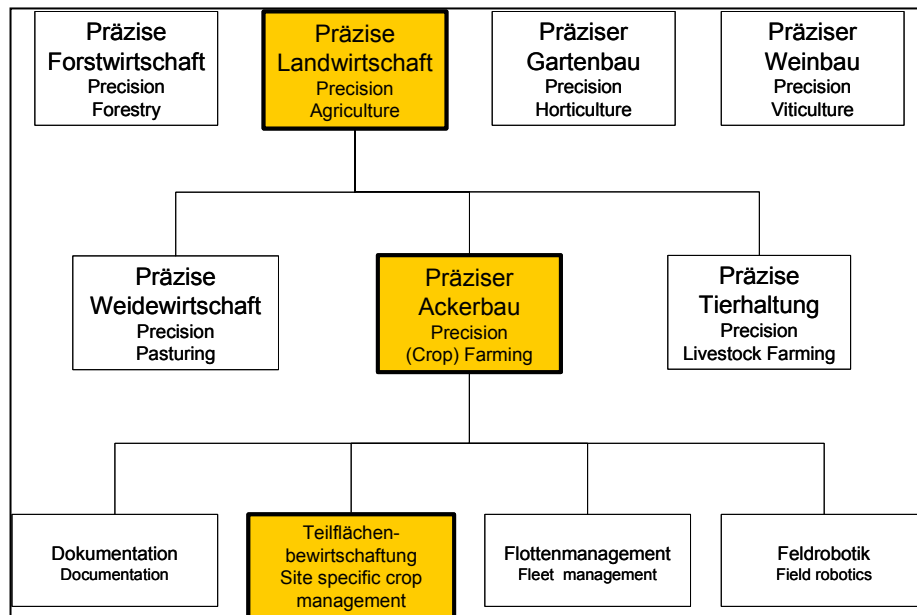 Präzise
Forstwirtschaft
Precision
Forestry
Präzise
Landwirtschaft
Precision
Agriculture
Präziser
Gartenbau
Precision
Horticulture
Präziser
Weinbau
Precision
Viticulture
Präzise
Weidewirtschaft
Precision
Pasturing
Präziser
Ackerbau
Precision
(Crop) Farming
Präzise
Tierhaltung
Precision
Livestock Farming
Dokumentation
Documentation
Teilflächen-
bewirtschaftung
Site specific crop
management
Flottenmanagement
Fleet management
Feldrobotik
Field robotics